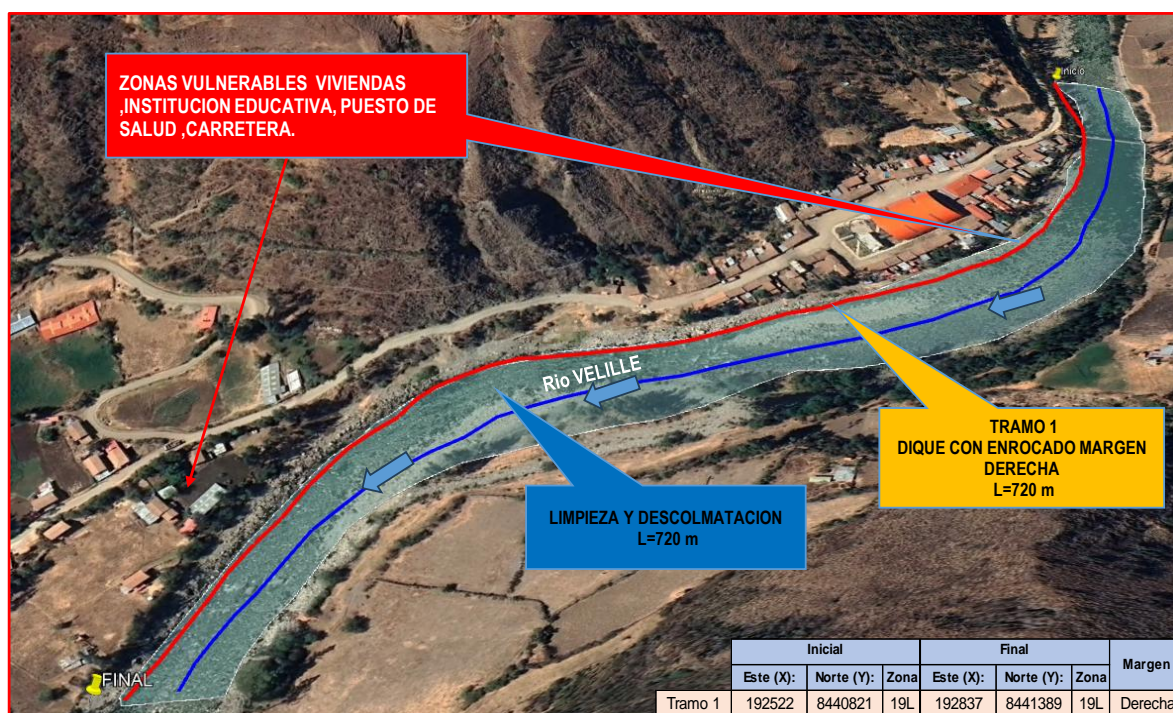 ZONAS VULNERABLES VIVIENDAS
,INSTITUCION EDUCATIVA, PUESTO DE
SALUD ,CARRETERA.
Inicio
Rio VELILLE
TRAMO 1
DIQUE CON ENROCADO MARGEN
DERECHA
L=720 m
LIMPIEZA Y DESCOLMATACION
L=720 m
FINAL
Inicial Final Margen
Este (X): Norte (Y): Zona Este (X): Norte (Y): Zona
Tramo 1 192522 8440821 19L 192837 8441389 19L Derecha